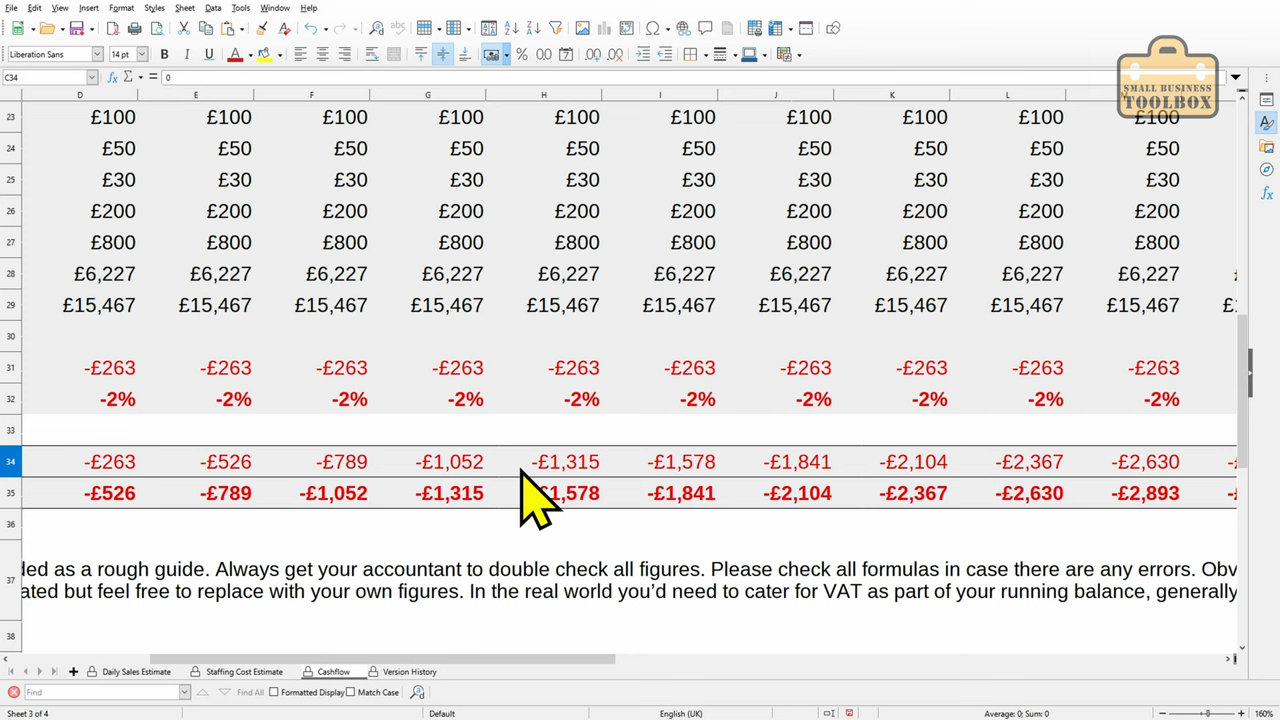 File Edit View Insert Format Styles Sheet Data Tools Window Help
Liberation Sans 14 pt
C34 0
SMALL BUSINESS
TOOLBOX
D E F G H I J K L
23 £100 £100 £100 £100 £100 £100 £100 £100 £100 £100
24 £50 £50 £50 £50 £50 £50 £50 £50 £50 £50
25 £30 £30 £30 £30 £30 £30 £30 £30 £30 £30
26 £200 £200 £200 £200 £200 £200 £200 £200 £200 £200
27 £800 £800 £800 £800 £800 £800 £800 £800 £800 £800
28 £6,227 £6,227 £6,227 £6,227 £6,227 £6,227 £6,227 £6,227 £6,227 £6,227
29 £15,467 £15,467 £15,467 £15,467 £15,467 £15,467 £15,467 £15,467 £15,467 £15,467
30
31 -£263 -£263 -£263 -£263 -£263 -£263 -£263 -£263 -£263 -£263
32 -2% -2% -2% -2% -2% -2% -2% -2% -2% -2%
33
34 -£263 -£526 -£789 -£1,052 -£1,315 -£1,578 -£1,841 -£2,104 -£2,367 -£2,630
35 -£526 -£789 -£1,052 -£1,315 £1,578 -£1,841 -£2,104 -£2,367 -£2,630 -£2,893
36
ded as a rough guide. Always get your accountant to double check all figures. Please check all formulas in case there are any errors. Obv
37
ated but feel free to replace with your own figures. In the real world you'd need to cater for VAT as part of your running balance, generally
38
Daily Sales Estimate Staffing Cost Estimate Cashflow Version History
Find Find All Formatted Display Match Case
Sheet 3 of 4 Default English (UK) Average: 0; Sum: 0 160%